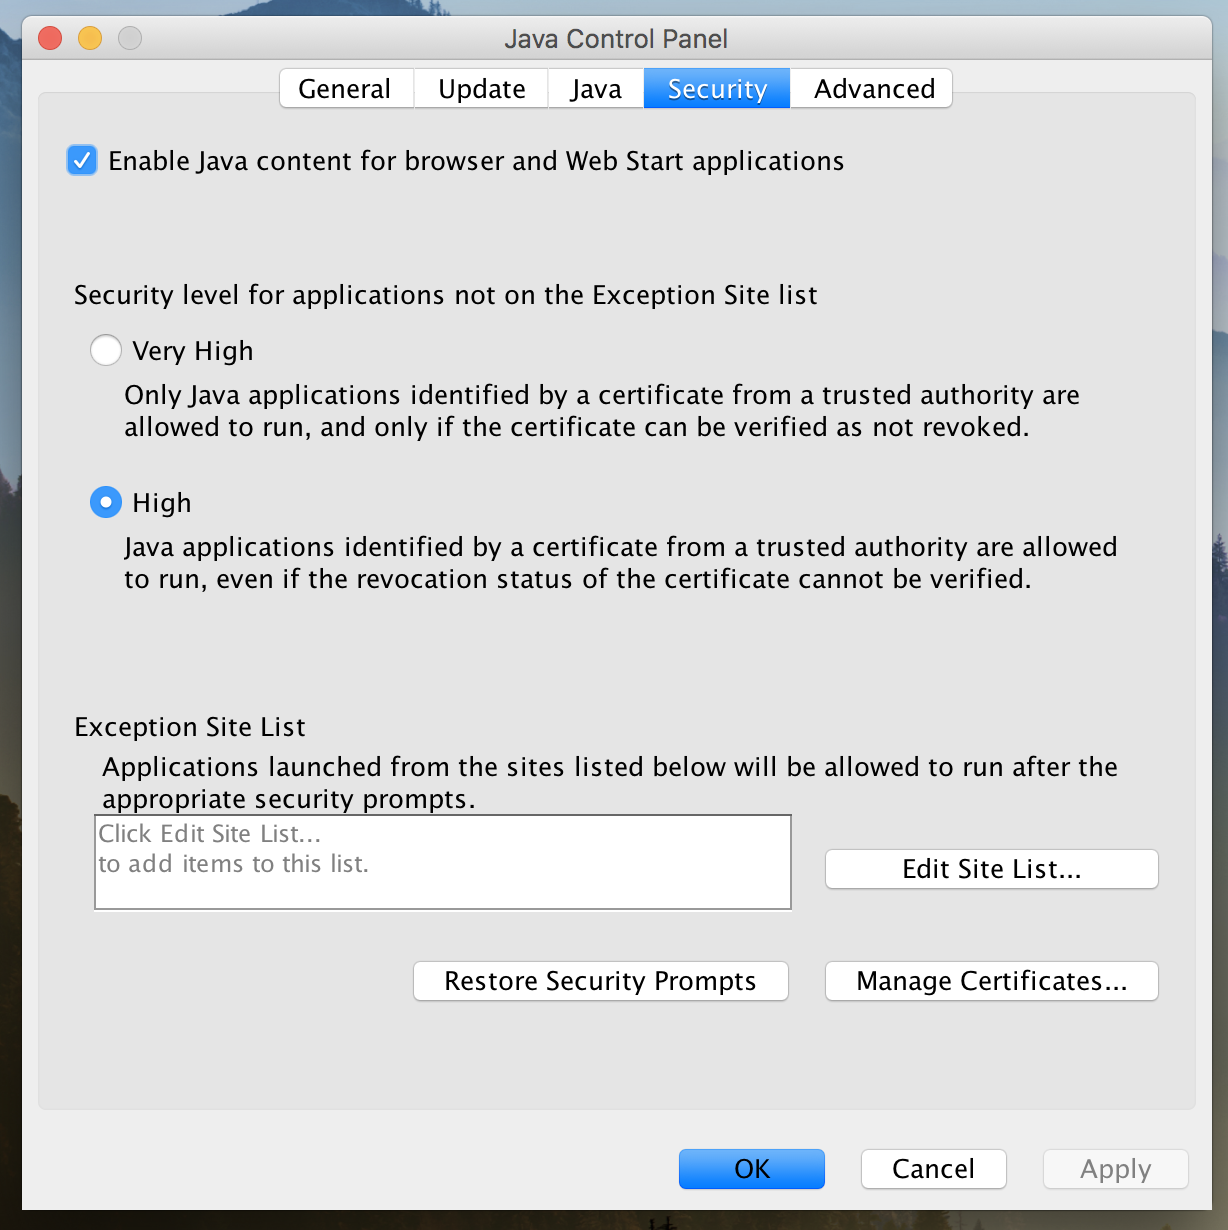 Java Control Panel
General Update Java Security Advanced
Enable Java content for browser and Web Start applications
Security level for applications not on the Exception Site list
Very High
Only Java applications identified by a certificate from a trusted authority are
allowed to run, and only if the certificate can be verified as not revoked.
High
Java applications identified by a certificate from a trusted authority are allowed
to run, even if the revocation status of the certificate cannot be verified.
Exception Site List
Applications launched from the sites listed below will be allowed to run after the
appropriate security prompts.
Click Edit Site List...
to add items to this list.
Edit Site List...
Restore Security Prompts Manage Certificates...
OK Cancel Apply